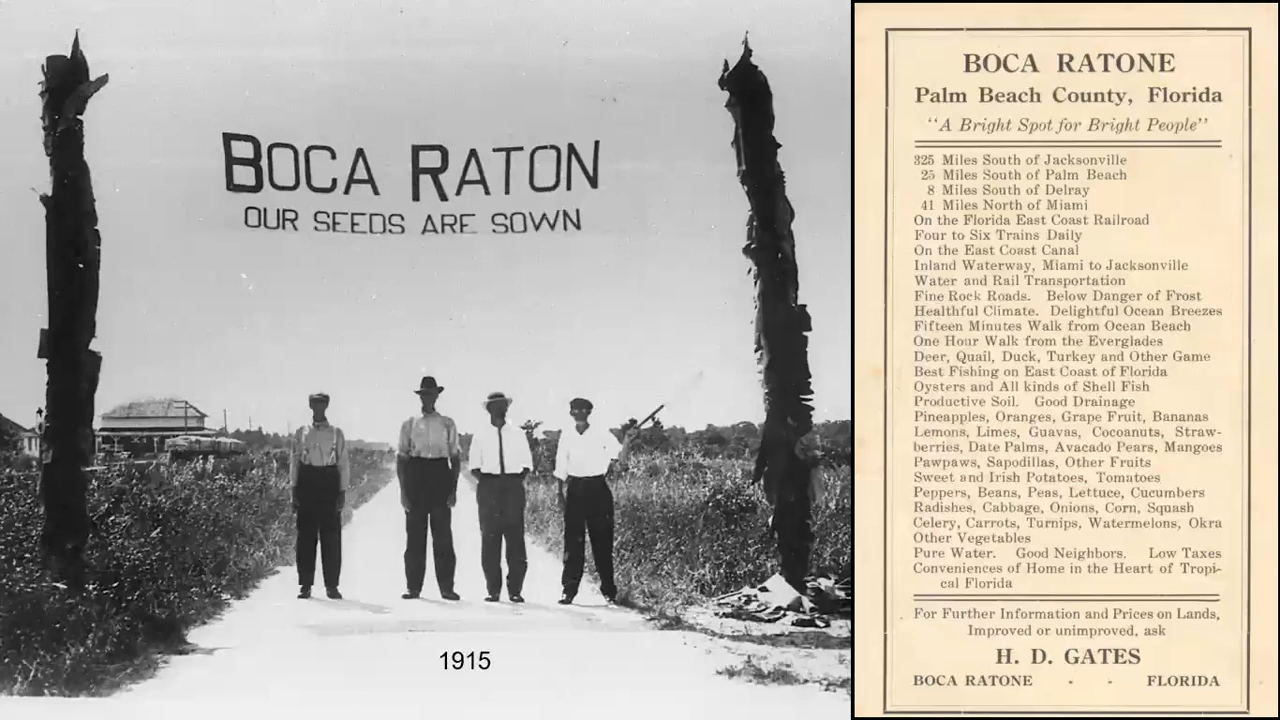 BOCA RATON
OUR SEEDS ARE SOWN
1915
BOCA RATONE
Palm Beach County, Florida
"A Bright Spot for Bright People"
325 Miles South of Jacksonville
25 Miles South of Palm Beach
8 Miles South of Delray
41 Miles North of Miami
On the Florida East Coast Railroad
Four to Six Trains Daily
On the East Coast Canal
Inland Waterway, Miami to Jacksonville
Water and Rail Transportation
Fine Rock Roads. Below Danger of Frost
Healthful Climate. Delightful Ocean Breezes
Fifteen Minutes Walk from Ocean Beach
One Hour Walk from the Everglades
Deer, Quail, Duck, Turkey and Other Game
Best Fishing on East Coast of Florida
Oysters and All kinds of Shell Fish
Productive Soil. Good Drainage
Pineapples, Oranges, Grape Fruit, Bananas
Lemons, Limes, Guavas, Cocoanuts, Straw-
berries, Date Palms, Avacado Pears, Mangoes
Pawpaws, Sapodillas, Other Fruits
Sweet and Irish Potatoes, Tomatoes
Peppers, Beans, Peas, Lettuce, Cucumbers
Radishes, Cabbage, Onions, Corn, Squash
Celery, Carrots, Turnips, Watermelons, Okra
Other Vegetables
Pure Water. Good Neighbors. Low Taxes
Conveniences of Home in the Heart of Tropi-
cal Florida
For Further Information and Prices on Lands,
Improved or unimproved, ask
H. D. GATES
BOCA RATONE - - FLORIDA